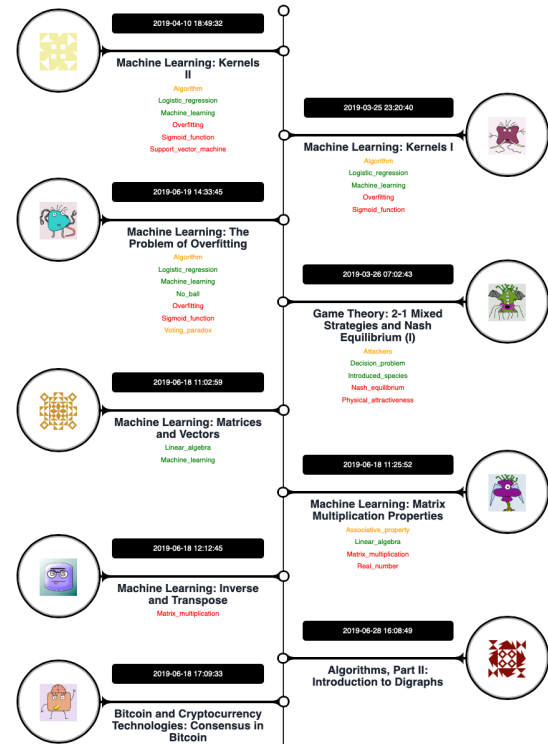 2019-04-10 18:49:32
Machine Learning: Kernels
II
Algorithm
Logistic_regression
Machine_learning
Overfitting
Sigmoid_function
Support_vector_machine
2019-03-25 23:20:40
Machine Learning: Kernels I
Algorithm
Logistic_regression
Machine_learning
Overfitting
Sigmoid_function
2019-06-19 14:33:45
Machine Learning: The
Problem of Overfitting
Algorithm
Logistic_regression
Machine_learning
No_ball
Overfitting
Sigmoid_function
Voting_paradox
2019-03-26 07:02:43
Game Theory: 2-1 Mixed
Strategies and Nash
Equilibrium (I)
Attackers
Decision_problem
Introduced_species
Nash_equilibrium
Physical_attractiveness
2019-06-18 11:02:59
Machine Learning: Matrices
and Vectors
Linear_algebra
Machine_learning
2019-06-18 11:25:52
Machine Learning: Matrix
Multiplication Properties
Associative_property
Linear_algebra
Matrix_multiplication
Real_number
2019-06-18 12:12:45
Machine Learning: Inverse
and Transpose
Matrix_multiplication
2019-06-28 16:08:49
Algorithms, Part II:
Introduction to Digraphs
2019-06-18 17:09:33
Bitcoin and Cryptocurrency
Technologies: Consensus in
Bitcoin